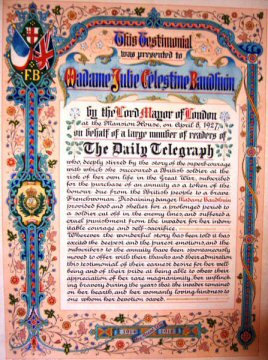 F.B
This Testimonial
was presented to
Madame Julie Celestine Baudhuin
by the Lord Mayor of London
at the Mansion House, on April 8, 1927,
on behalf of a large number of readers of
The Daily Telegraph
who, deeply stirred by the story of the superb courage
with which she succoured a British soldier at the
risk of her own life in the Great War, subscribed
for the purchase of an annuity as a token of the
honour due from the British people to a brave
Frenchwoman. Disdaining danger Madame Baudhuin
provided food and shelter for a prolonged period to
a soldier cut off in the enemy lines and suffered a
cruel punishment from the invader for her indom
itable courage and self-sacrifice.
Wherever the wonderful story has been told it has
excited the deepest and the purest emotions, and the
subscribers to the annuity have been spontaneously
moved to offer with their thanks and their admiration
this testimonial of their earnest desire for her well
being and of their pride at being able to show their
appreciation of her rare magnanimity, her unflinch
ing bravery during the years that the invader remained
on her hearth, and her womanly loving-kindness to
one whom her devotion saved.